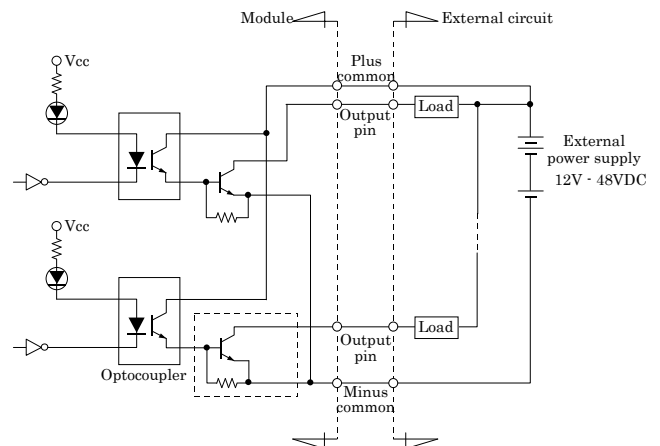 Module
External circuit
Vcc
Plus
common
Output
pin
Load
External
power supply
12V - 48VDC
Vcc
Load
Output
pin
Optocoupler
Minus
common